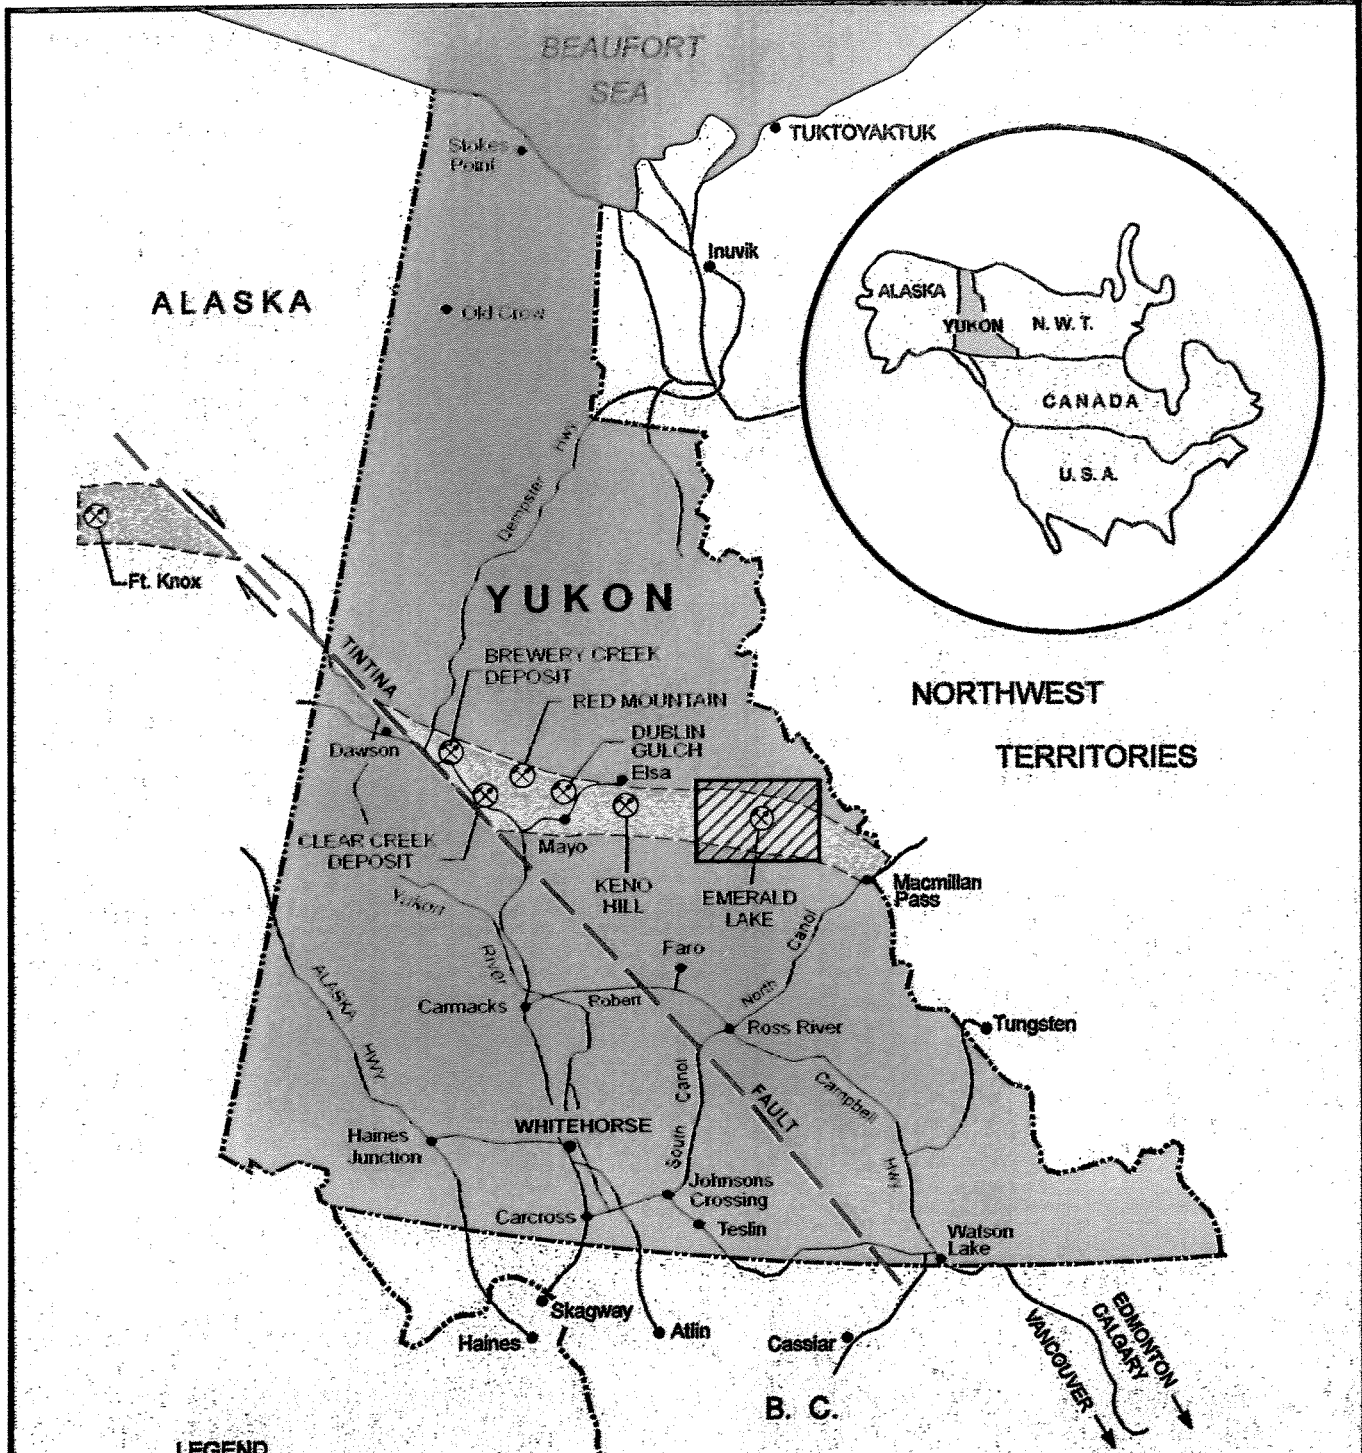 BEAUFORT
SEA
TUKTOYAKTUK
Stokes
Point
Inuvik
ALASKA
Old Crow
ALASKA
YUKON
N. W. T.
CANADA
U. S. A.
Dempster
HWY
Ft. Knox
YUKON
TINTINA
BREWERY CREEK
DEPOSIT
RED MOUNTAIN
DUBLIN
GULCH
Elsa
NORTHWEST
TERRITORIES
Dawson
CLEAR CREEK
DEPOSIT
Mayo
KENO
HILL
EMERALD
LAKE
Macmillan
Pass
Yukon
River
Faro
North
Canol
ALASKA
HWY
Carmacks
Robert
Ross River
Tungsten
Campbell
HWY
South
Canol
FAULT
WHITEHORSE
Haines
Junction
Johnsons
Crossing
Carcross
Teslin
Watson
Lake
Skagway
Haines
Atlin
Cassiar
VANCOUVER
EDMONTON
CALGARY
B. C.
LEGEND